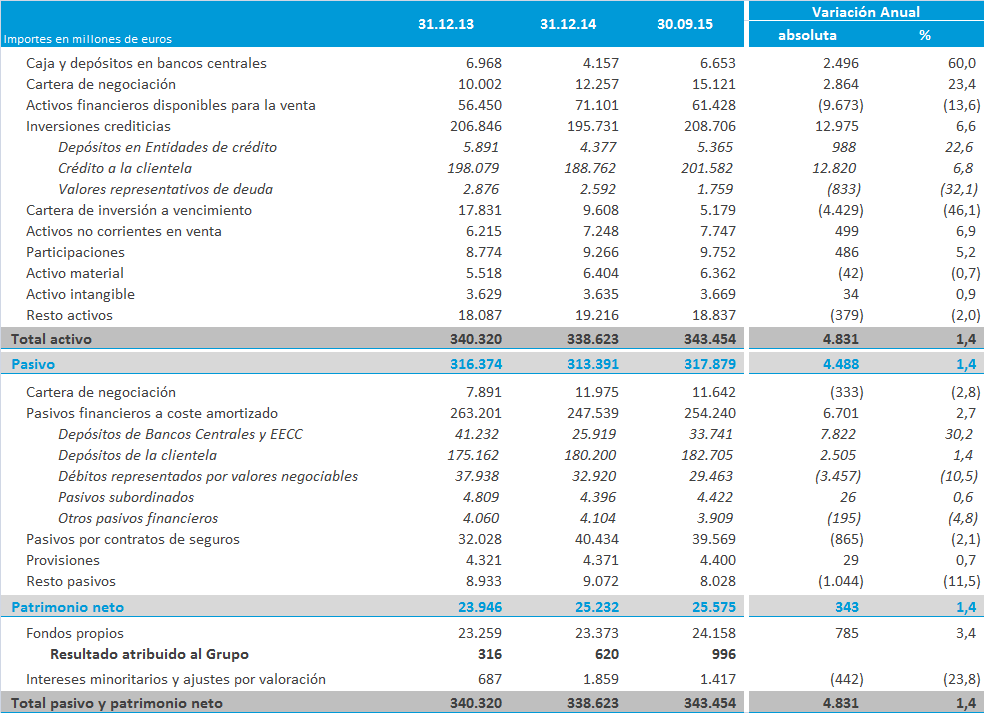 Variación Anual
31.12.13 31.12.14 30.09.15 absoluta %
Importes en millones de euros
Caja y depósitos en bancos centrales 6.968 4.157 6.653 2.496 60,0
Cartera de negociación 10.002 12.257 15.121 2.864 23,4
Activos financieros disponibles para la venta 56.450 71.101 61.428 (9.673) (13,6)
Inversiones crediticias 206.846 195.731 208.706 12.975 6,6
Depósitos en Entidades de crédito 5.891 4.377 5.365 988 22,6
Crédito a la clientela 198.079 188.762 201.582 12.820 6,8
Valores representativos de deuda 2.876 2.592 1.759 (833) (32,1)
Cartera de inversión a vencimiento 17.831 9.608 5.179 (4.429) (46,1)
Activos no corrientes en venta 6.215 7.248 7.747 499 6,9
Participaciones 8.774 9.266 9.752 486 5,2
Activo material 5.518 6.404 6.362 (42) (0,7)
Activo intangible 3.629 3.635 3.669 34 0,9
Resto activos 18.087 19.216 18.837 (379) (2,0)
Total activo 340.320 338.623 343.454 4.831 1,4
Pasivo 316.374 313.391 317.879 4.488 1,4
Cartera de negociación 7.891 11.975 11.642 (333) (2,8)
Pasivos financieros a coste amortizado 263.201 247.539 254.240 6.701 2,7
Depósitos de Bancos Centrales y EECC 41.232 25.919 33.741 7.822 30,2
Depósitos de la clientela 175.162 180.200 182.705 2.505 1,4
Débitos representados por valores negociables 37.938 32.920 29.463 (3.457) (10,5)
Pasivos subordinados 4.809 4.396 4.422 26 0,6
Otros pasivos financieros 4.060 4.104 3.909 (195) (4,8)
Pasivos por contratos de seguros 32.028 40.434 39.569 (865) (2,1)
Provisiones 4.321 4.371 4.400 29 0,7
Resto pasivos 8.933 9.072 8.028 (1.044) (11,5)
Patrimonio neto 23.946 25.232 25.575 343 1,4
Fondos propios 23.259 23.373 24.158 785 3,4
Resultado atribuido al Grupo 316 620 996
Intereses minoritarios y ajustes por valoración 687 1.859 1.417 (442) (23,8)
Total pasivo y patrimonio neto 340.320 338.623 343.454 4.831 1,4